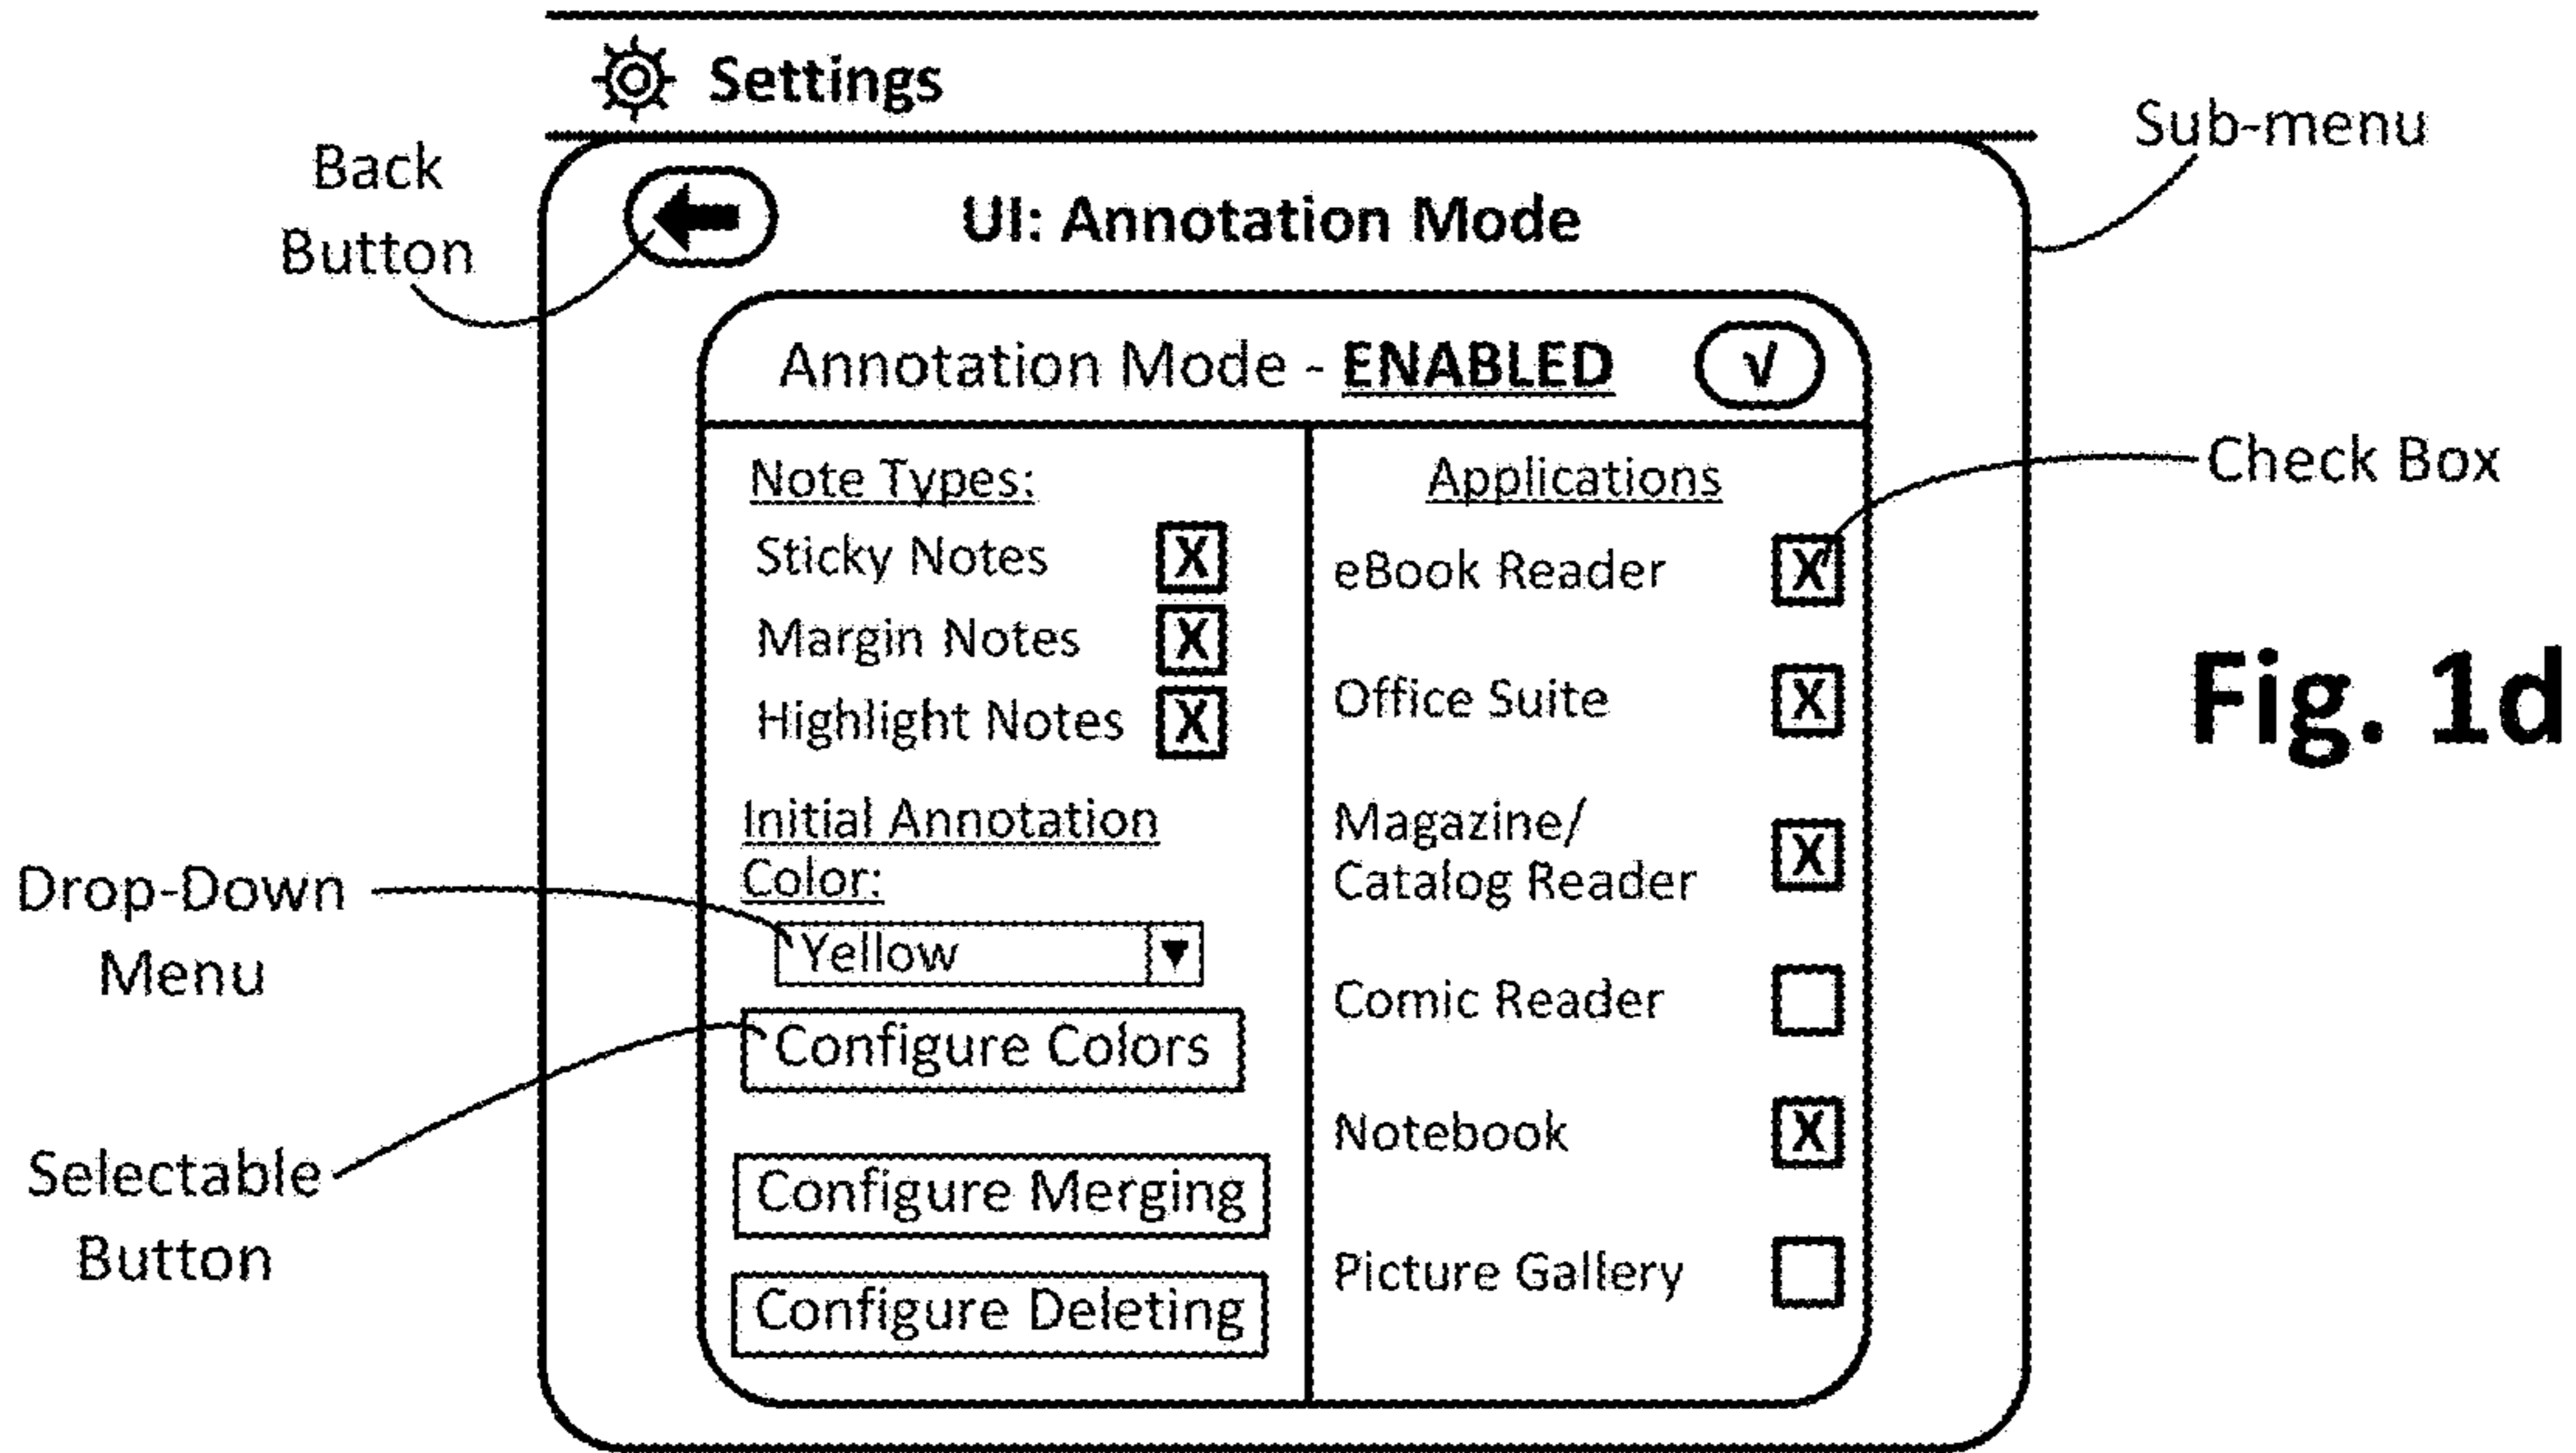 Settings
Back
Button
Sub-menu
UI: Annotation Mode
Annotation Mode - ENABLED √
Note Types:
Sticky Notes X
Margin Notes X
Highlight Notes X
Initial Annotation
Color:
Yellow ▼
Configure Colors
Configure Merging
Configure Deleting
Applications
eBook Reader X
Office Suite X
Magazine/
Catalog Reader X
Comic Reader
Notebook X
Picture Gallery
Check Box
Drop-Down
Menu
Selectable
Button
Fig. 1d